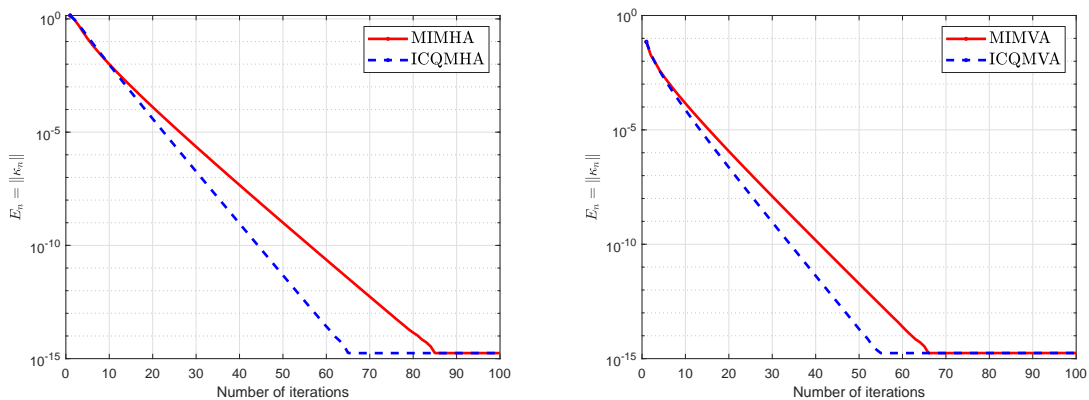 10^0
10^-5
10^-10
10^-15
E_n = ||κ_n||
MIMHA
ICQMHA
0 10 20 30 40 50 60 70 80 90 100
Number of iterations
10^0
10^-5
10^-10
10^-15
E_n = ||κ_n||
MIMVA
ICQMVA
0 10 20 30 40 50 60 70 80 90 100
Number of iterations